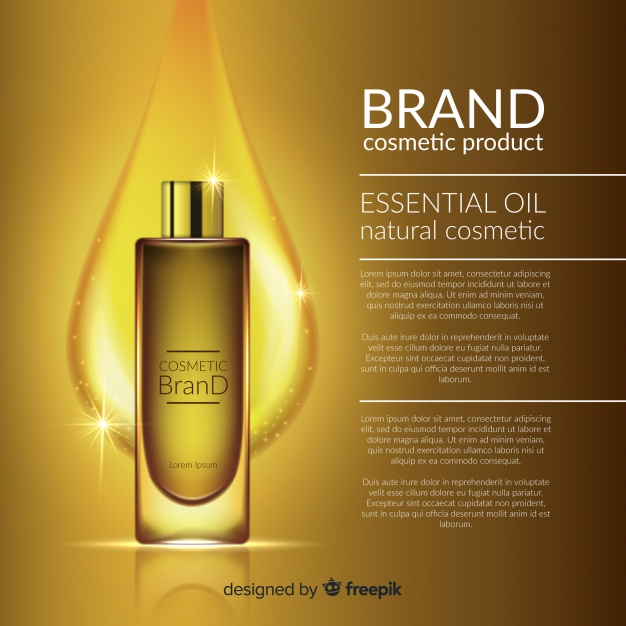 BRAND
cosmetic product
ESSENTIAL OIL
natural cosmetic
Lorem ipsum dolor sit amet, consectetur adipiscing
elit, sed do eiusmod tempor incididunt ut labore et
dolore magna aliqua. Ut enim ad minim veniam, quis
nostrud exercitation ullamco laboris nisi ut aliquip ex
ea commodo consequat.
Duis aute irure dolor in reprehenderit in voluptate
velit esse cillum dolore eu fugiat nulla pariatur.
Excepteur sint occaecat cupidatat non proident, sunt
in culpa qui officia deserunt mollit anim id est
laborum.
Lorem ipsum dolor sit amet, consectetur adipiscing
elit, sed do eiusmod tempor incididunt ut labore et
dolore magna aliqua. Ut enim ad minim veniam, quis
nostrud exercitation ullamco laboris nisi ut aliquip ex
ea commodo consequat.
Duis aute irure dolor in reprehenderit in voluptate
velit esse cillum dolore eu fugiat nulla pariatur.
Excepteur sint occaecat cupidatat non proident, sunt
in culpa qui officia deserunt mollit anim id est
laborum.
COSMETIC
BranD
Lorem Ipsum
designed by freepik